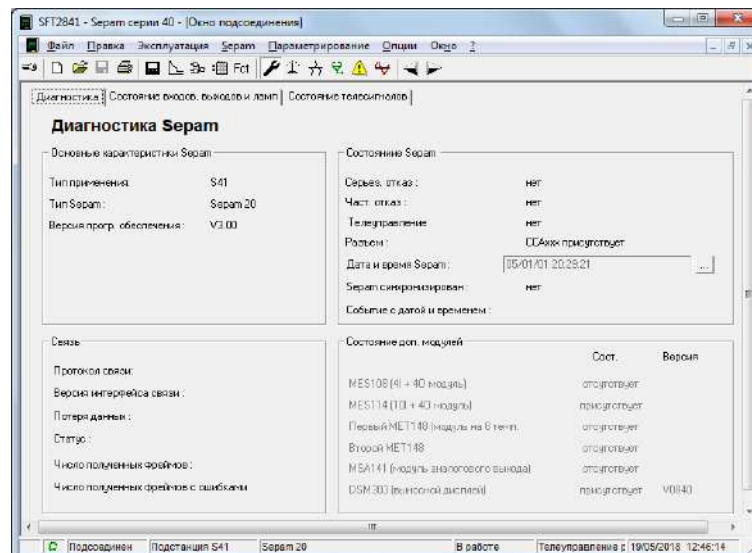 SFT2841 - Sepam серии 40 - [Окно подсоединения]
Файл Правка Эксплуатация Sepam Параметрирование Опции Окно ?
Fct
Диагностика Состояние входов, выходов и ламп Состояние телесигналов
Диагностика Sepam
Основные характеристики Sepam
Тип применения: S41
Тип Sepam: Sepam 20
Версия прогр. обеспечения: V3.00
Состоянние Sepam
Серьез. отказ: нет
Част. отказ: нет
Телеуправление нет
Разъем: CCAxxx присутствует
Дата и время Sepam: 05/01/01 20:29:21 ...
Sepam синхронизирован: нет
Событие с датой и временем:
Связь
Протокол связи:
Версия интерфейса связи:
Потеря данных:
Статус:
Число полученных фреймов:
Число полученных фреймов с ошибками
Состояние доп. модулей
Сост. Версия
MES108 (4I + 4O модуль) отсутствует
MES114 (10I + 4O модуль) присутствует
Первый MET148 (модуль на 8 темп. отсутствует
Второй MET148 отсутствует
MSA141 (модуль аналогового выхода) отсутствует
DSM303 (выносной дисплей) присутствует V0840
Подсоединен Подстанция S41 Sepam 20 В работе Телеуправление р 19/05/2018 12:46:14